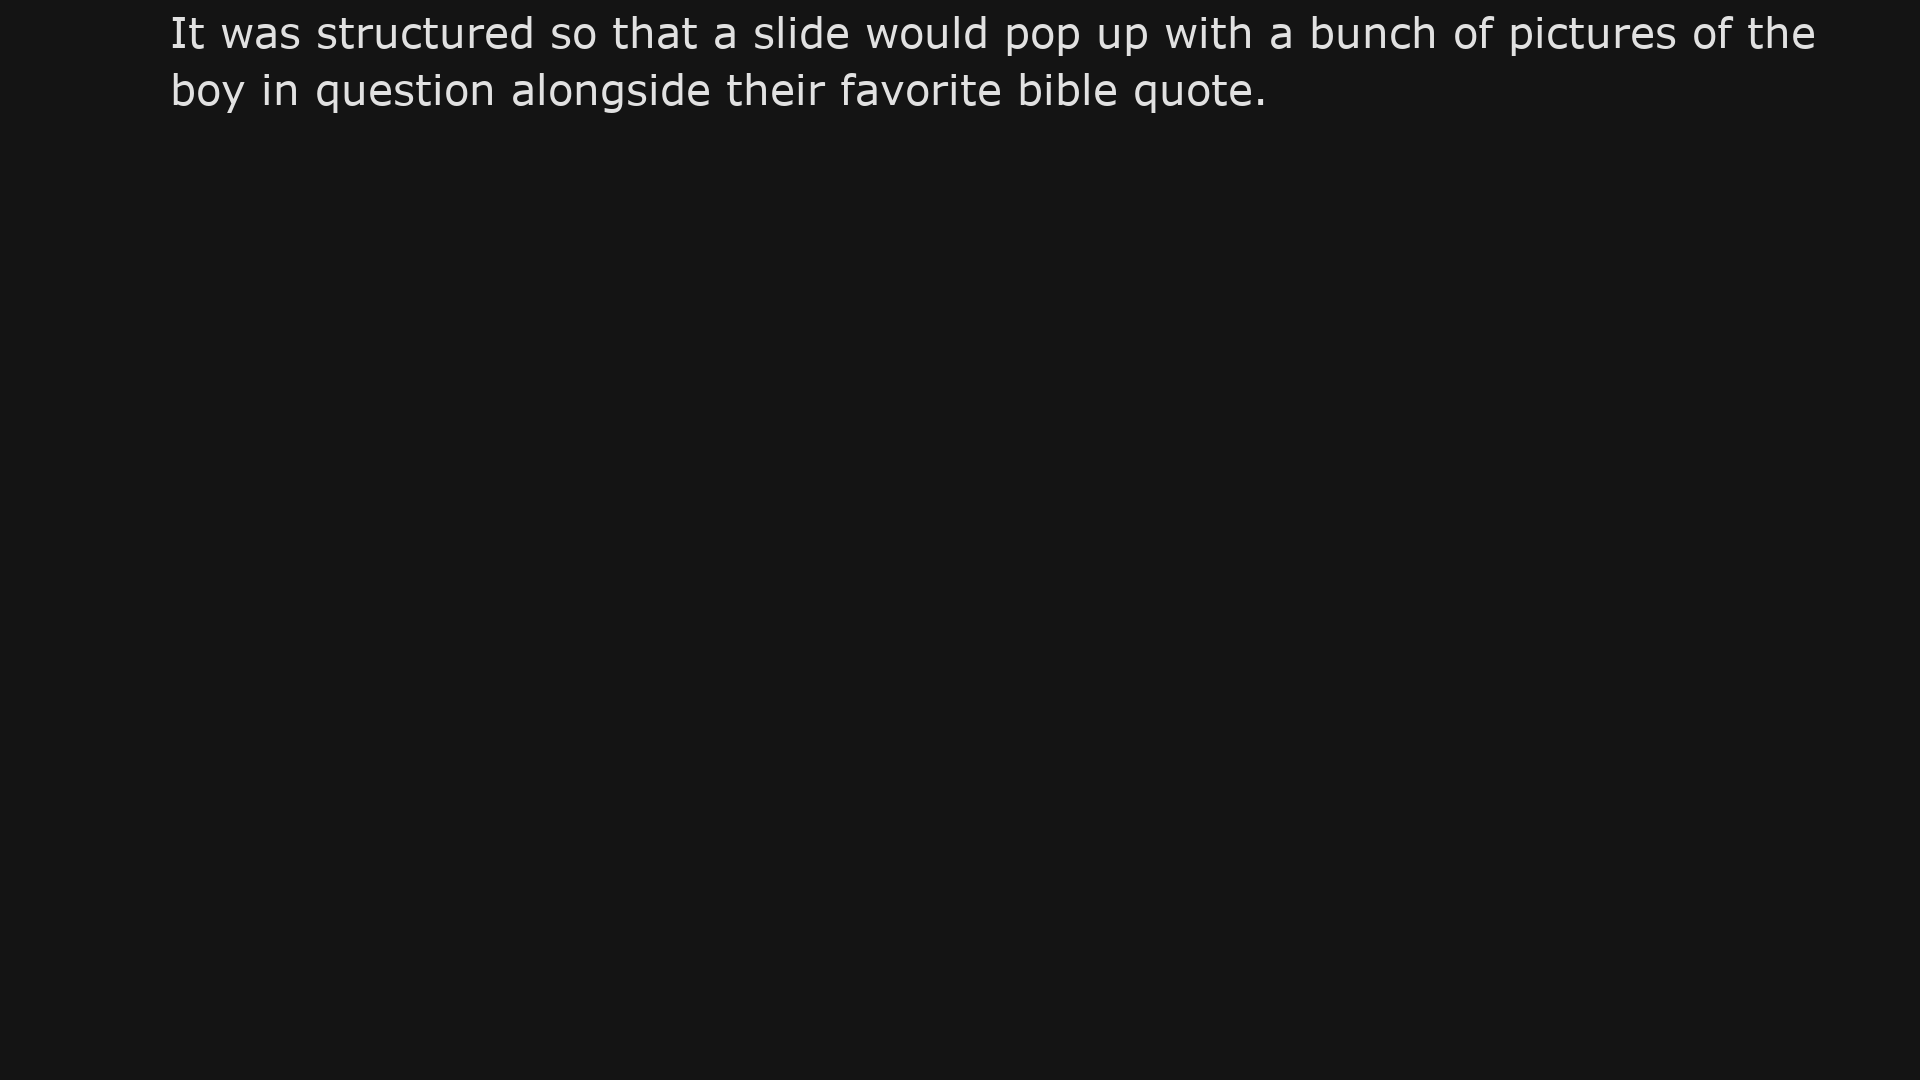 It was structured so that a slide would pop up with a bunch of pictures of the
boy in question alongside their favorite bible quote.